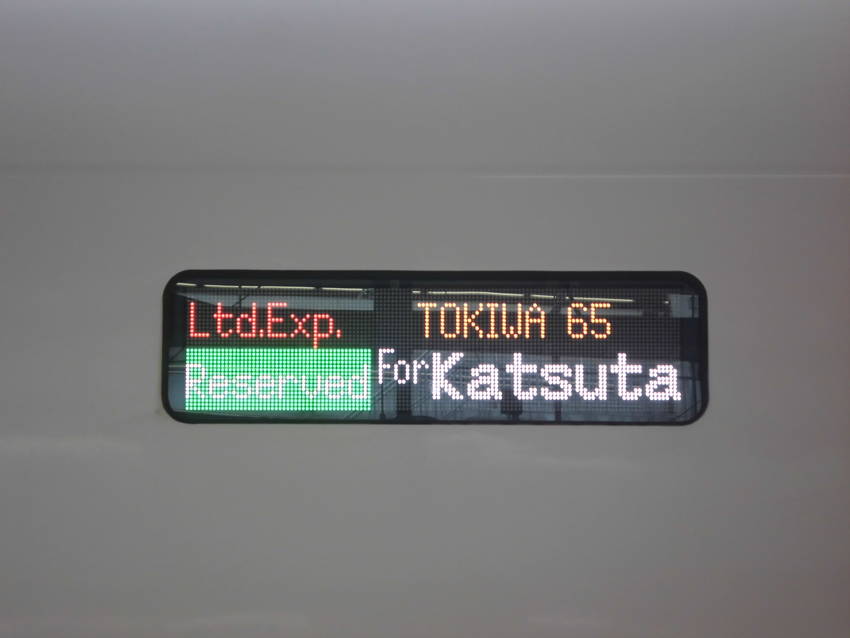 Ltd.Exp. TOKIWA 65
Reserved For Katsuta